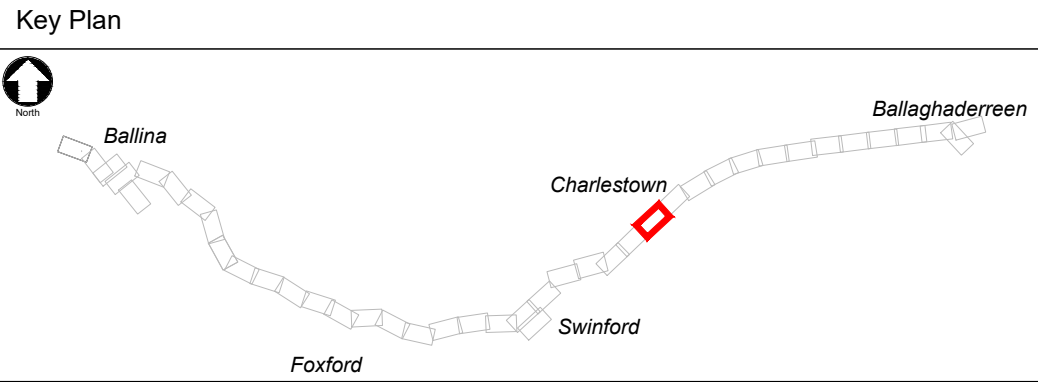 Key Plan
North
Ballina
Ballaghaderreen
Charlestown
Swinford
Foxford